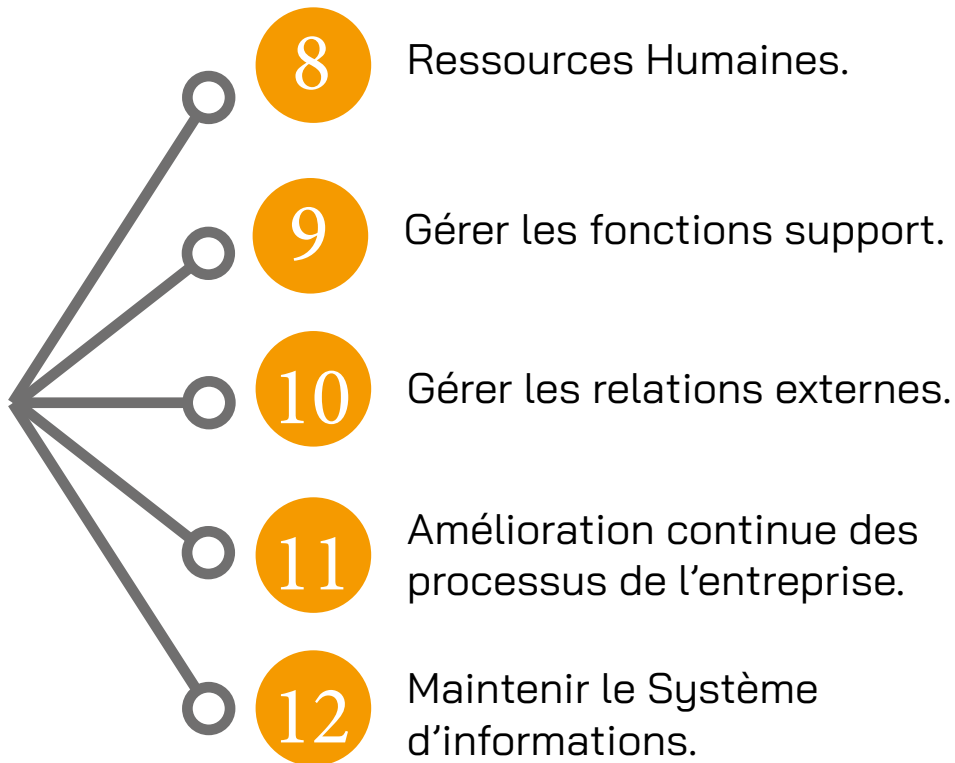 8 Ressources Humaines.
9 Gérer les fonctions support.
10 Gérer les relations externes.
11 Amélioration continue des
processus de l'entreprise.
12 Maintenir le Système
d'informations.